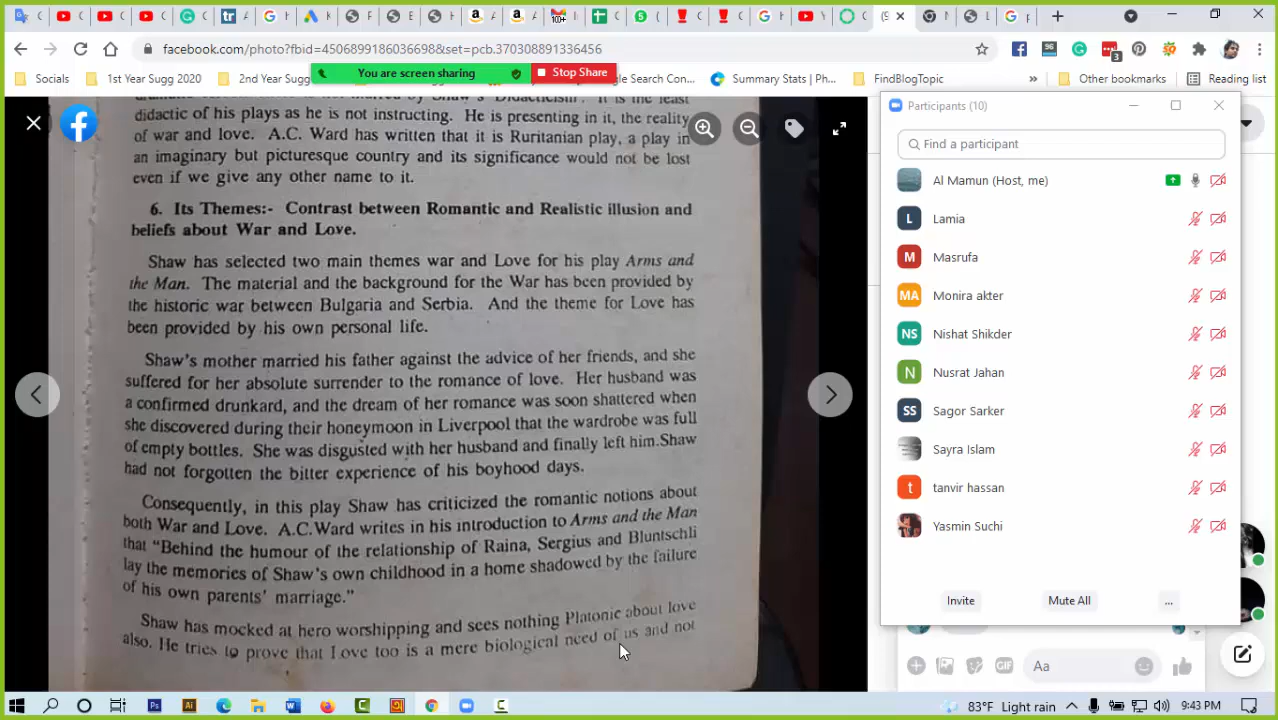 facebook.com/photo?fbid=4506899186036698&set=pcb.370308891336456
Socials
1st Year Sugg 2020
2nd Year Sugg
You are screen sharing
Stop Share
gle Search Con...
Summary Stats | Ph...
FindBlogTopic
»
Other bookmarks
Reading list
didactic of his plays as he is not instructing. He is presenting in it, the reality
of war and love. A.C. Ward has written that it is Ruritanian play, a play in
an imaginary but picturesque country and its significance would not be lost
even if we give any other name to it.
6. Its Themes:- Contrast between Romantic and Realistic illusion and
beliefs about War and Love.
Shaw has selected two main themes war and Love for his play Arms and
the Man. The material and the background for the War has been provided by
the historic war between Bulgaria and Serbia. And the theme for Love has
been provided by his own personal life.
Shaw's mother married his father against the advice of her friends, and she
suffered for her absolute surrender to the romance of love. Her husband was
a confirmed drunkard, and the dream of her romance was soon shattered when
she discovered during their honeymoon in Liverpool that the wardrobe was full
of empty bottles. She was disgusted with her husband and finally left him.Shaw
had not forgotten the bitter experience of his boyhood days.
Consequently, in this play Shaw has criticized the romantic notions about
both War and Love. A.C.Ward writes in his introduction to Arms and the Man
that "Behind the humour of the relationship of Raina, Sergius and Bluntschli
lay the memories of Shaw's own childhood in a home shadowed by the failure
of his own parents' marriage."
Shaw has mocked at hero worshipping and sees nothing Platonic about love
also. He tries to prove that Love too is a mere biological need of us and not
Participants (10)
Find a participant
Al Mamun (Host, me)
L Lamia
M Masrufa
MA Monira akter
NS Nishat Shikder
N Nusrat Jahan
SS Sagor Sarker
Sayra Islam
t tanvir hassan
Yasmin Suchi
Invite
Mute All
...
GIF
Aa
83°F Light rain
9:43 PM